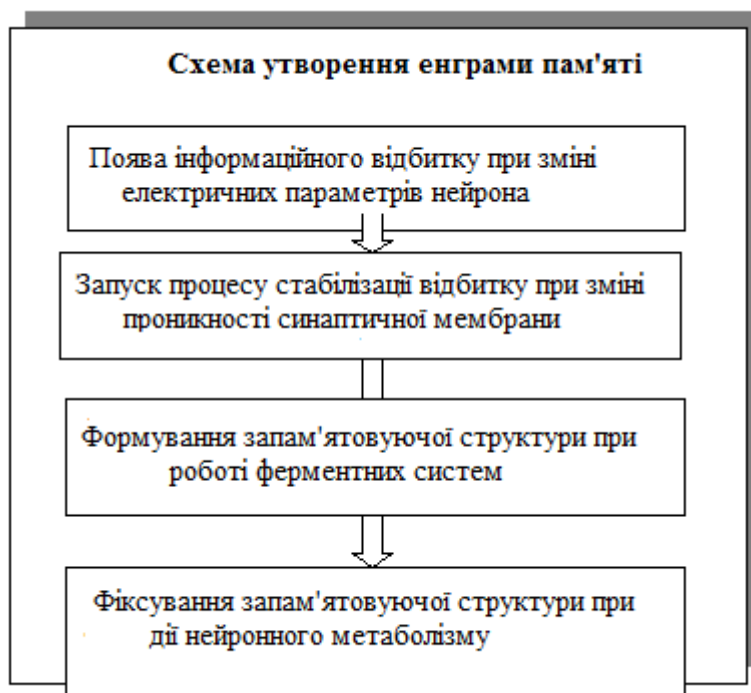 Схема утворення енграми пам'яті
Поява інформаційного відбитку при зміні
електричних параметрів нейрона
Запуск процесу стабілізації відбитку при зміні
проникності синаптичної мембрани
Формування запам'ятовуючої структури при
роботі ферментних систем
Фіксування запам'ятовуючої структури при
дії нейронного метаболізму